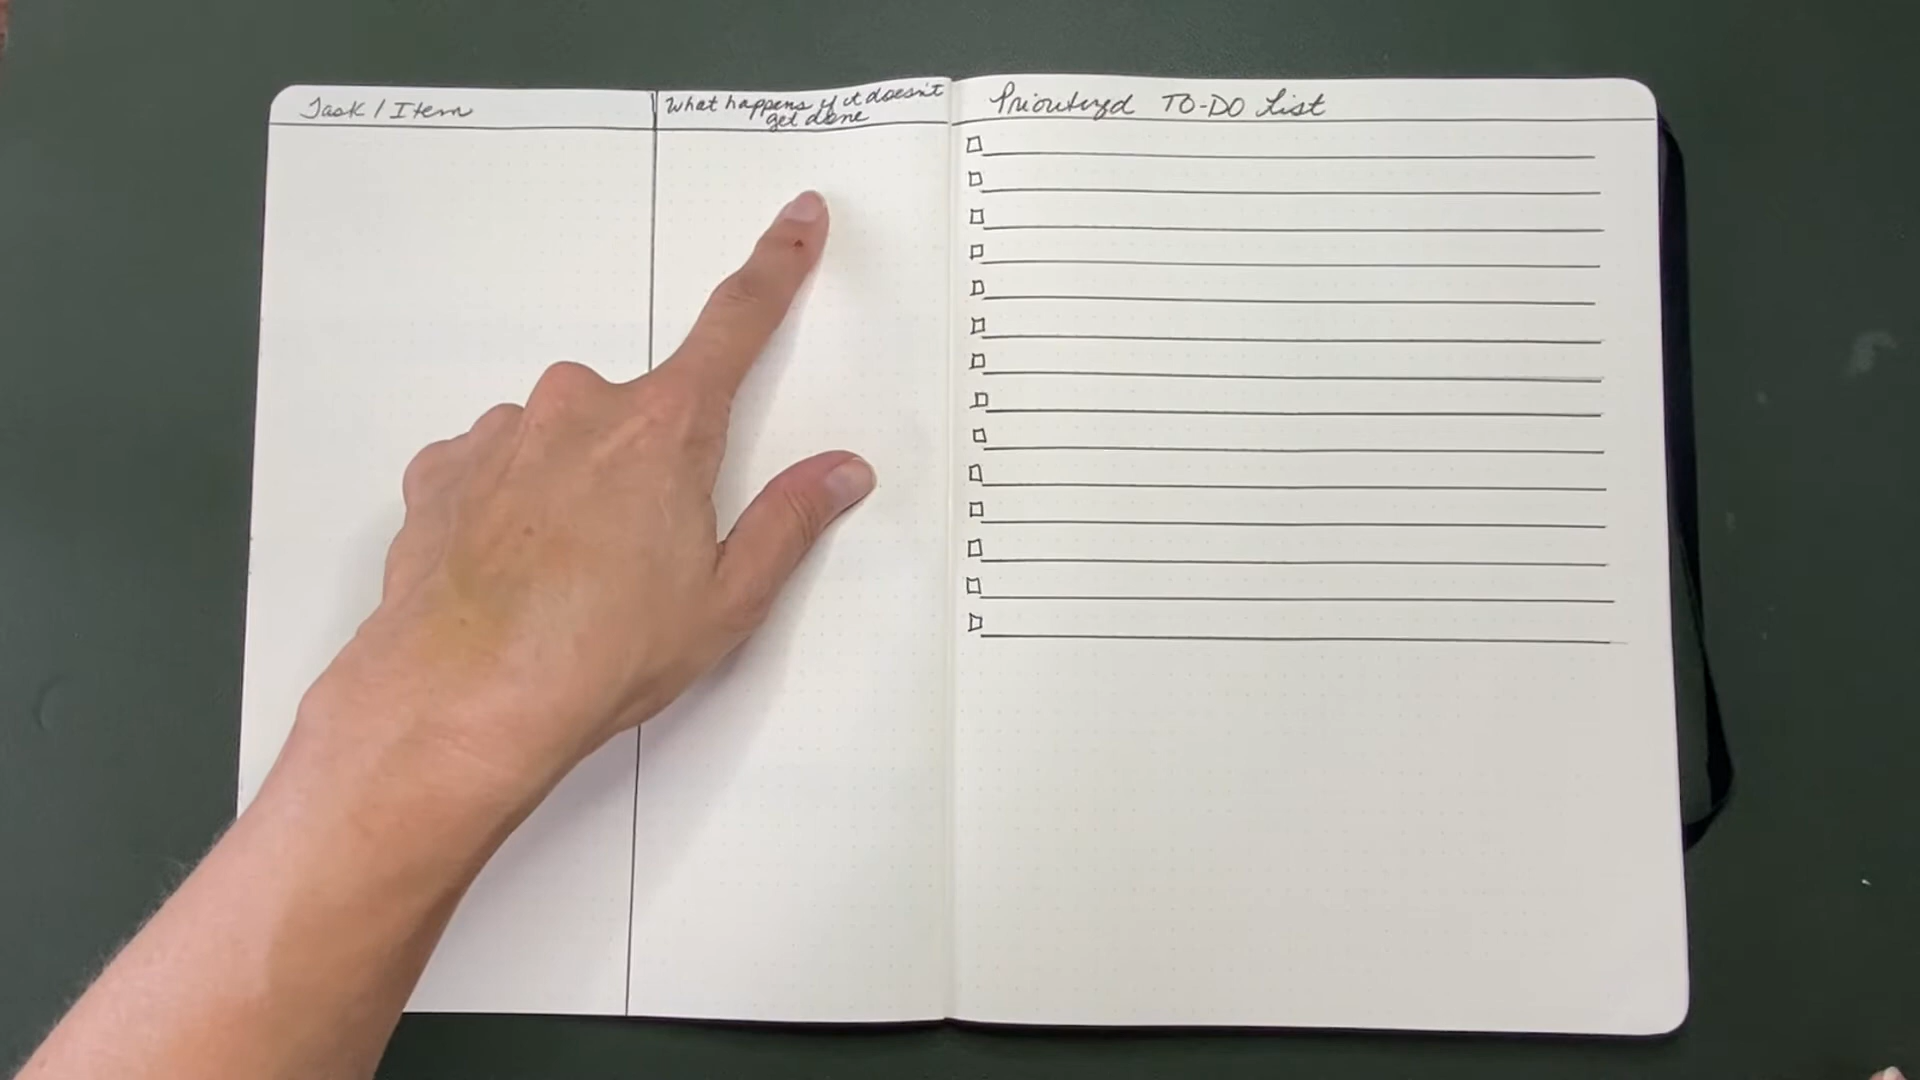 Task / Item
What happens if it doesn't
get done
Prioritized TO-DO List